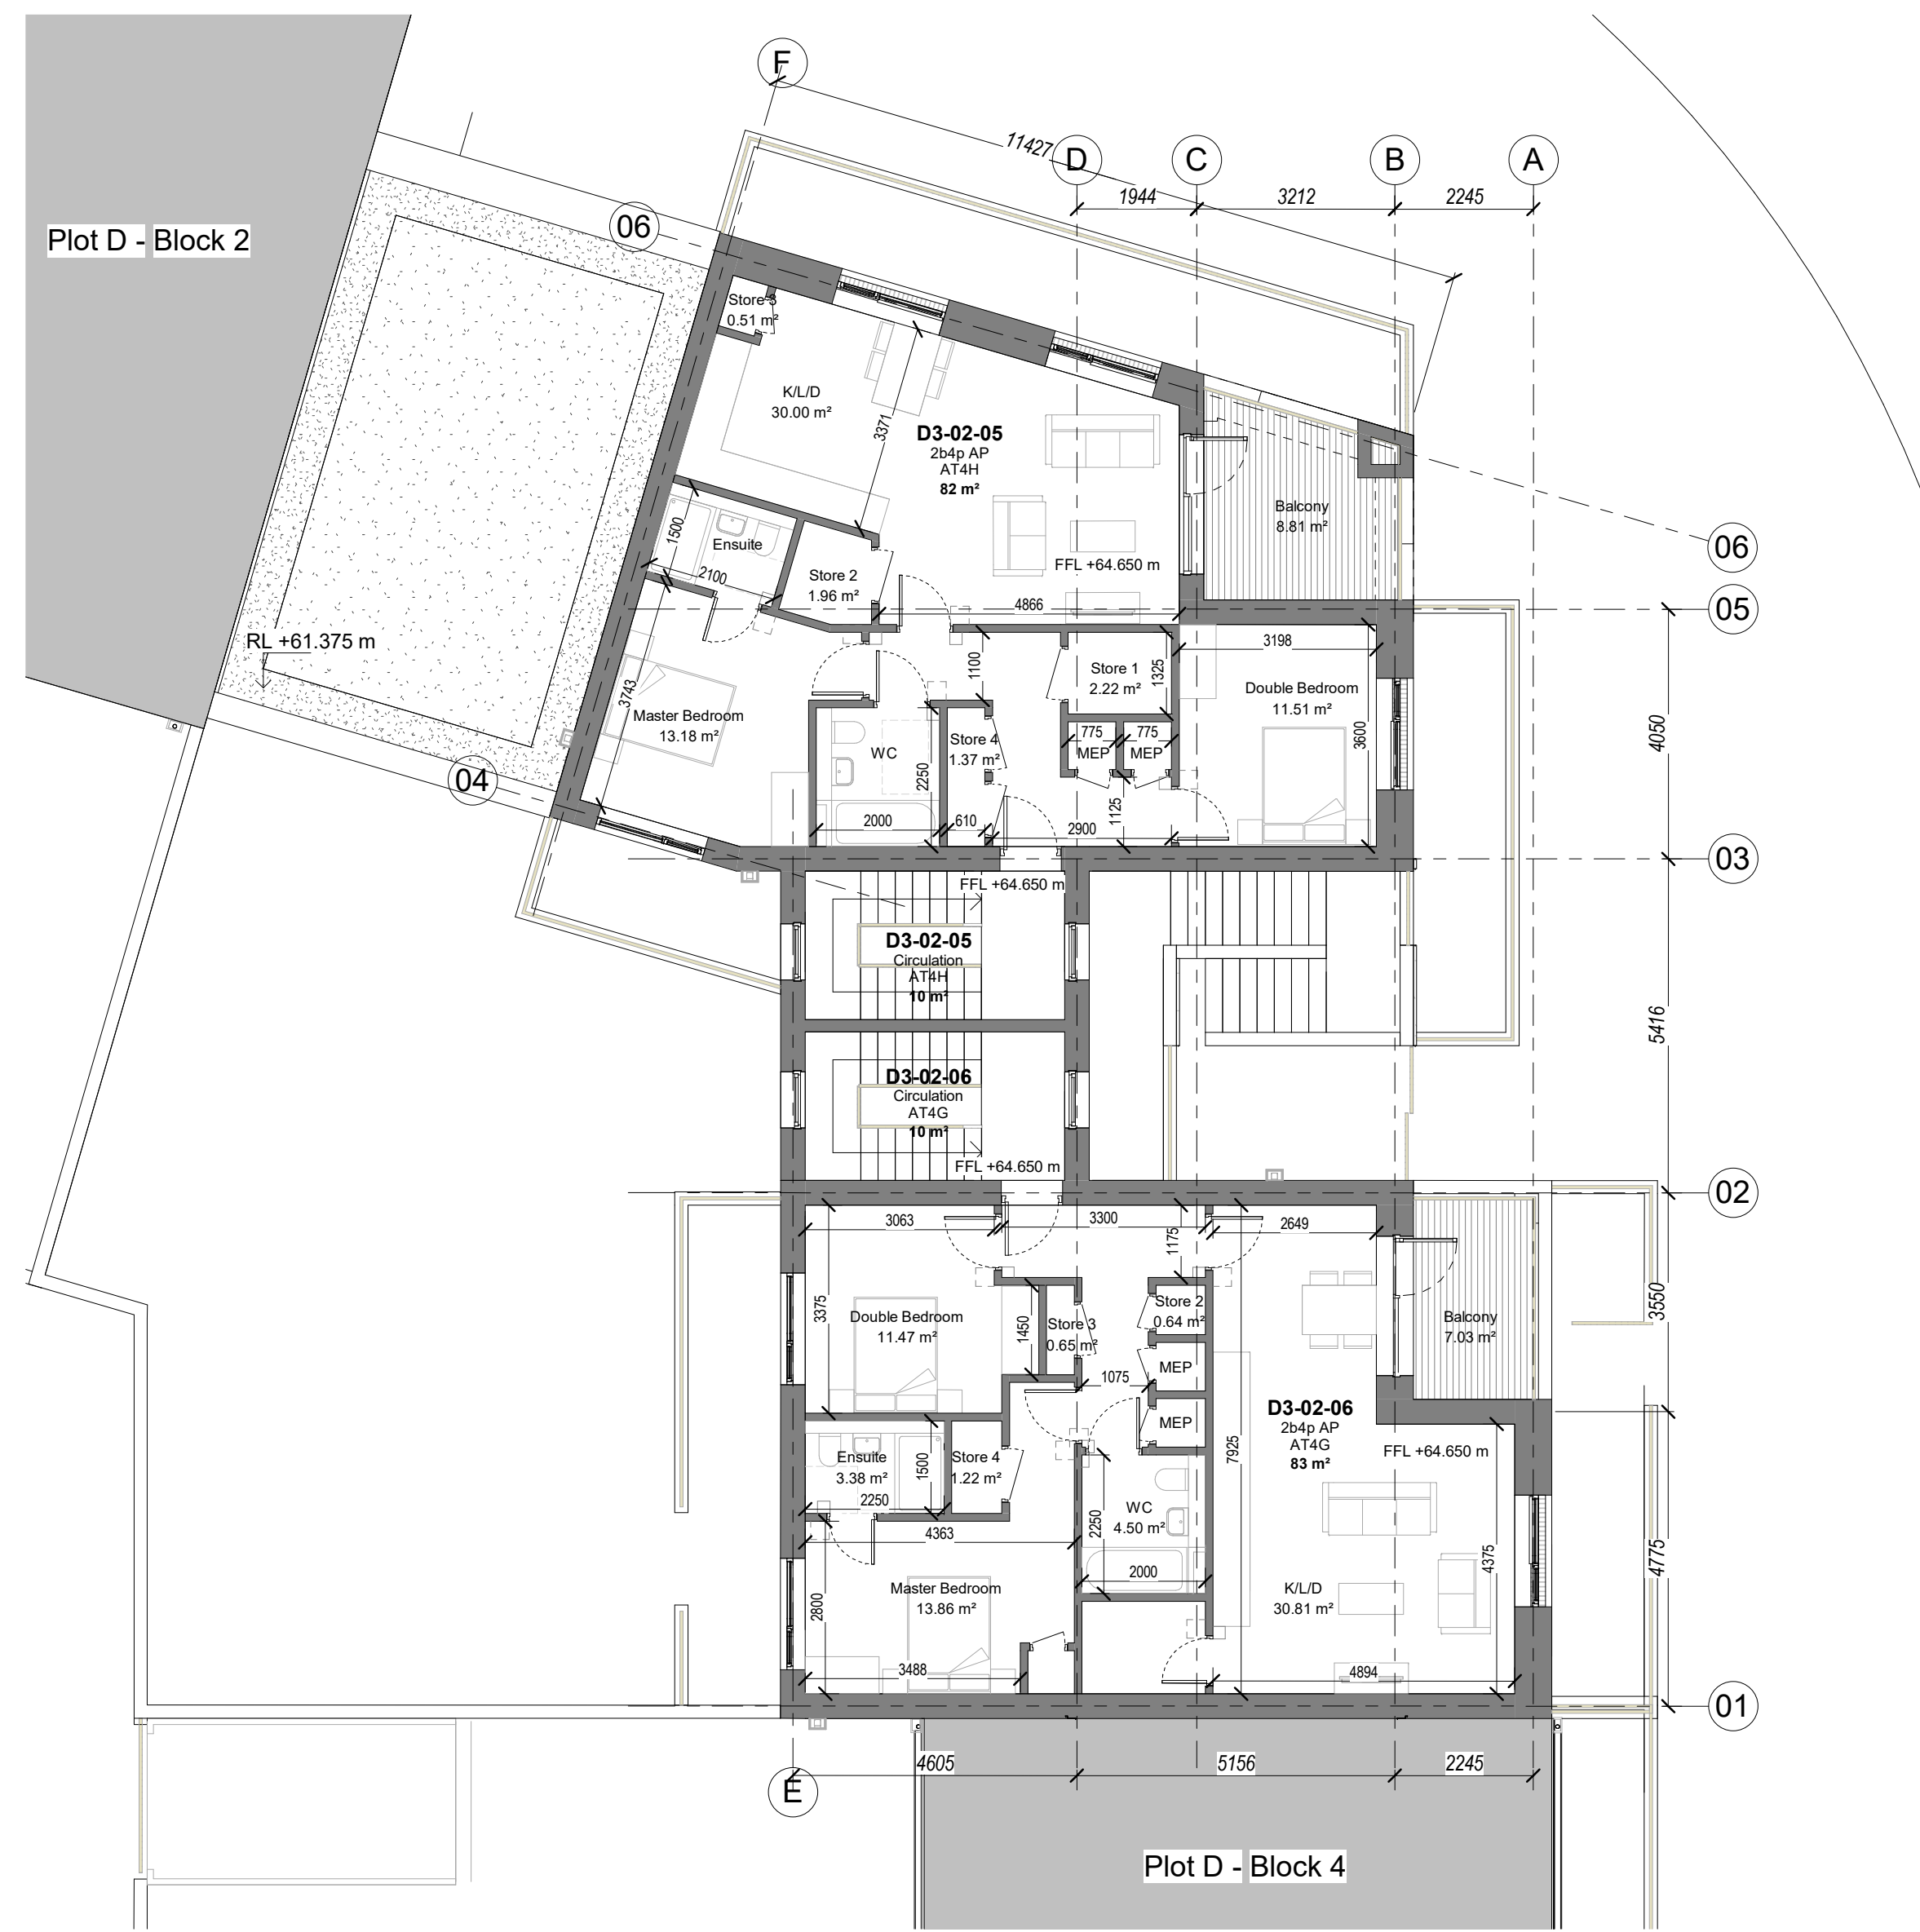 F
11427
D
C
B
A
1944
3212
2245
Plot D - Block 2
06
Store 3
0.51 m²
K/L/D
30.00 m²
3371
D3-02-05
2b4p AP
AT4H
82 m²
Balcony
8.81 m²
1500
Ensuite
2100
Store 2
1.96 m²
FFL +64.650 m
4866
06
05
RL +61.375 m
1100
Store 1
2.22 m²
1325
3198
Double Bedroom
11.51 m²
3600
3743
Master Bedroom
13.18 m²
WC
2250
Store 4
1.37 m²
775
MEP
775
MEP
4050
04
2000
610
2900
1125
03
FFL +64.650 m
D3-02-05
Circulation
AT4H
10 m²
5416
D3-02-06
Circulation
AT4G
10 m²
FFL +64.650 m
02
3063
3300
1175
2649
3375
Double Bedroom
11.47 m²
1450
Store 3
0.65 m²
Store 2
0.64 m²
Balcony
7.03 m²
3550
MEP
1075
MEP
D3-02-06
2b4p AP
AT4G
83 m²
7925
FFL +64.650 m
Ensuite
3.38 m²
1500
Store 4
1.22 m²
2250
4363
2250
WC
4.50 m²
2000
4375
4775
Master Bedroom
13.86 m²
2800
K/L/D
30.81 m²
3488
4894
01
4605
5156
2245
E
Plot D - Block 4